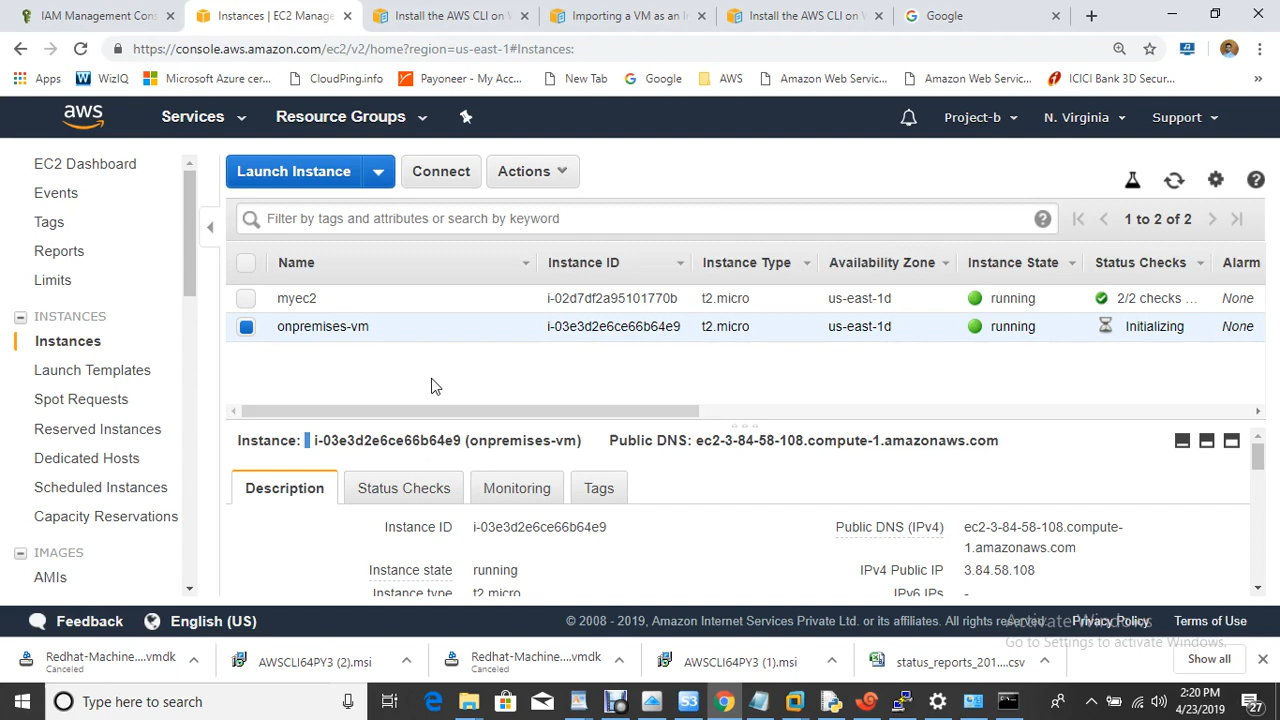 IAM Management Con
Instances | EC2 Manage
Install the AWS CLI on V
Importing a VM as an I
Install the AWS CLI on V
Google
https://console.aws.amazon.com/ec2/v2/home?region=us-east-1#Instances:
Apps
WizIQ
Microsoft Azure cer...
CloudPing.info
Payoneer - My Acco...
New Tab
Google
AWS
Amazon Web Servic...
Amazon Web Servic...
ICICI Bank 3D Secur...
aws
Services
Resource Groups
Project-b
N. Virginia
Support
EC2 Dashboard
Events
Tags
Reports
Limits
INSTANCES
Instances
Launch Templates
Spot Requests
Reserved Instances
Dedicated Hosts
Scheduled Instances
Capacity Reservations
IMAGES
AMIs
Launch Instance
Connect
Actions
Filter by tags and attributes or search by keyword
1 to 2 of 2
Name Instance ID Instance Type Availability Zone Instance State Status Checks Alarm
myec2 i-02d7df2a95101770b t2.micro us-east-1d running 2/2 checks ... None
onpremises-vm i-03e3d2e6ce66b64e9 t2.micro us-east-1d running Initializing None
Instance: i-03e3d2e6ce66b64e9 (onpremises-vm) Public DNS: ec2-3-84-58-108.compute-1.amazonaws.com
Description
Status Checks
Monitoring
Tags
Instance ID i-03e3d2e6ce66b64e9
Public DNS (IPv4) ec2-3-84-58-108.compute-
1.amazonaws.com
Instance state running
IPv4 Public IP 3.84.58.108
Instance type t2.micro
IPv6 IPs -
Feedback
English (US)
© 2008 - 2019, Amazon Internet Services Private Ltd. or its affiliates. All rights reserved.
Privacy Policy
Terms of Use
Activate Windows
Go to Settings to activate Windows.
Redhat-Machine....vmdk
Canceled
AWSCLI64PY3 (2).msi
Redhat-Machine....vmdk
Canceled
AWSCLI64PY3 (1).msi
status_reports_201....csv
Show all
Type here to search
S3
2:20 PM
4/23/2019
27